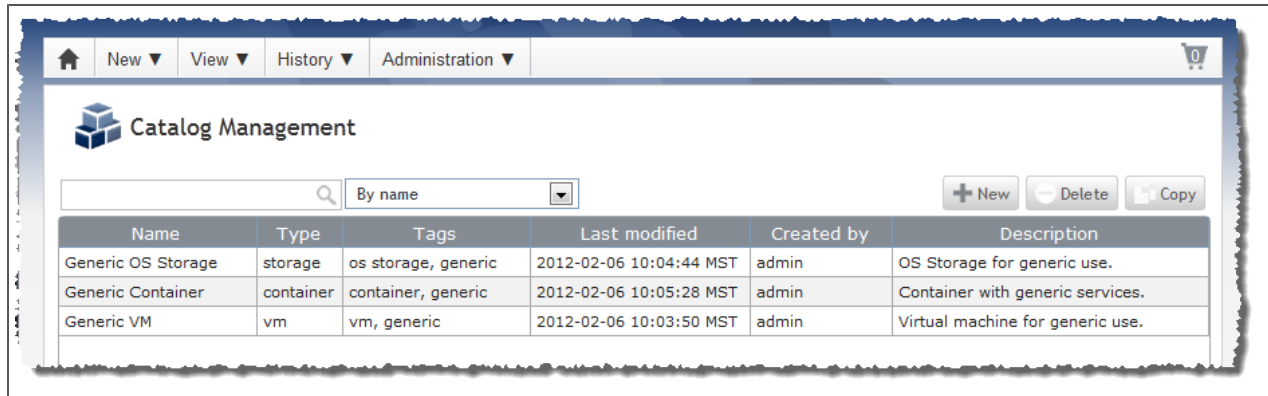 New ▼ View ▼ History ▼ Administration ▼ 0
Catalog Management
By name New Delete Copy
Name Type Tags Last modified Created by Description
Generic OS Storage storage os storage, generic 2012-02-06 10:04:44 MST admin OS Storage for generic use.
Generic Container container container, generic 2012-02-06 10:05:28 MST admin Container with generic services.
Generic VM vm vm, generic 2012-02-06 10:03:50 MST admin Virtual machine for generic use.